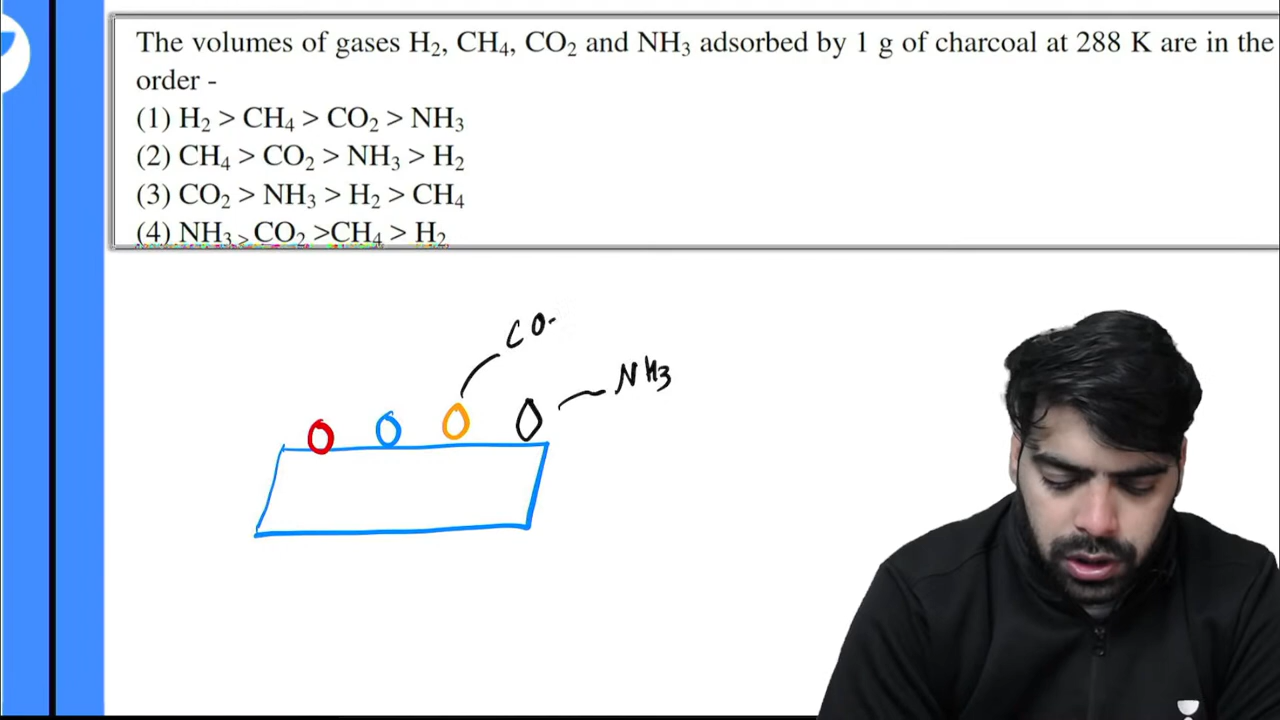 The volumes of gases H₂, CH₄, CO₂ and NH₃ adsorbed by 1 g of charcoal at 288 K are in the
order -
(1) H₂ > CH₄ > CO₂ > NH₃
(2) CH₄ > CO₂ > NH₃ > H₂
(3) CO₂ > NH₃ > H₂ > CH₄
(4) NH₃ > CO₂ >CH₄ > H₂
CO
NH3